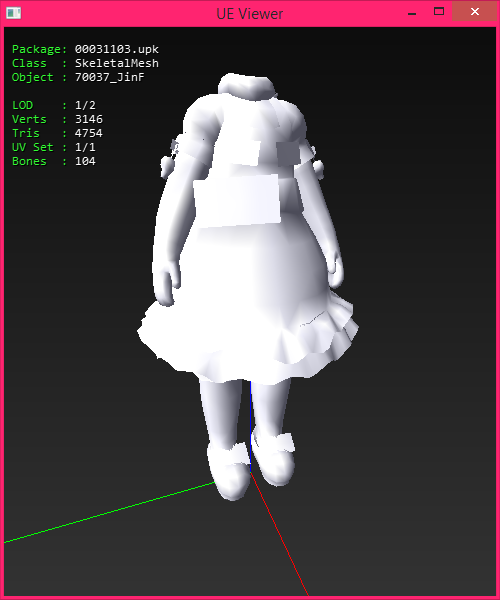 UE Viewer
Package: 00031103.upk
Class  : SkeletalMesh
Object : 70037_JinF
LOD    : 1/2
Verts  : 3146
Tris   : 4754
UV Set : 1/1
Bones  : 104